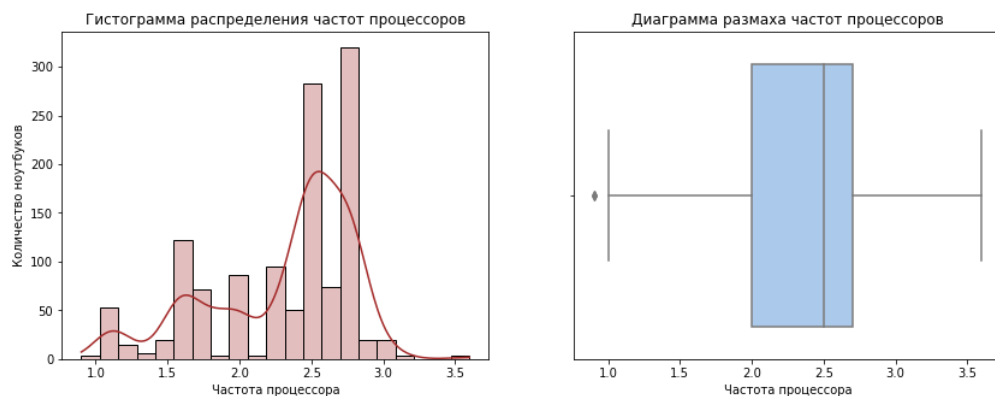 Гистограмма распределения частот процессоров
300
250
200
150
100
50
0
Количество ноутбуков
1.0 1.5 2.0 2.5 3.0 3.5
Частота процессора
Диаграмма размаха частот процессоров
1.0 1.5 2.0 2.5 3.0 3.5
Частота процессора